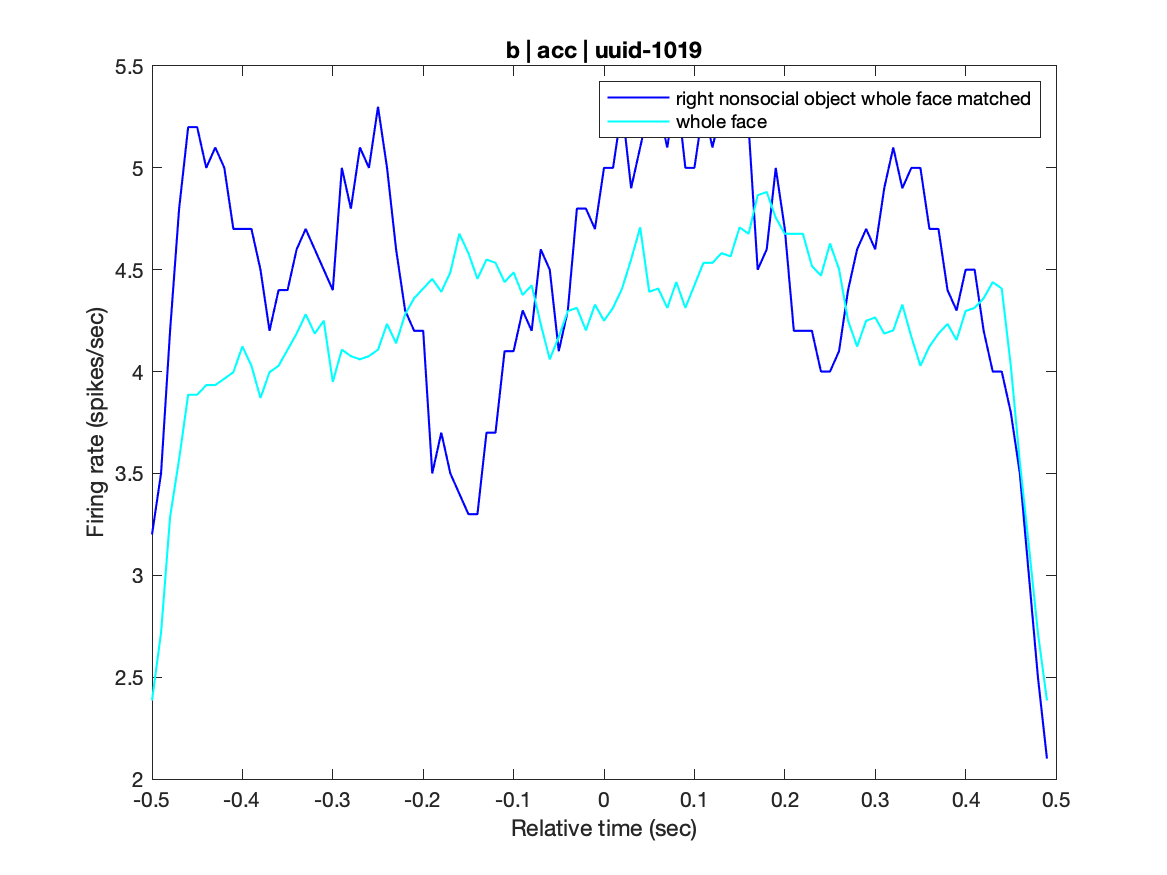 b | acc | uuid-1019
right nonsocial object whole face matched
whole face
Firing rate (spikes/sec)
5.5
5
4.5
4
3.5
3
2.5
2
-0.5 -0.4 -0.3 -0.2 -0.1 0 0.1 0.2 0.3 0.4 0.5
Relative time (sec)